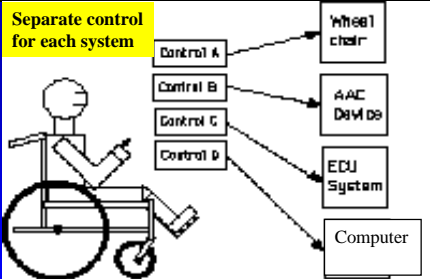 Separate control
for each system
Control A
Control B
Control C
Control D
Wheel
chair
AAC
Device
ECU
System
Computer